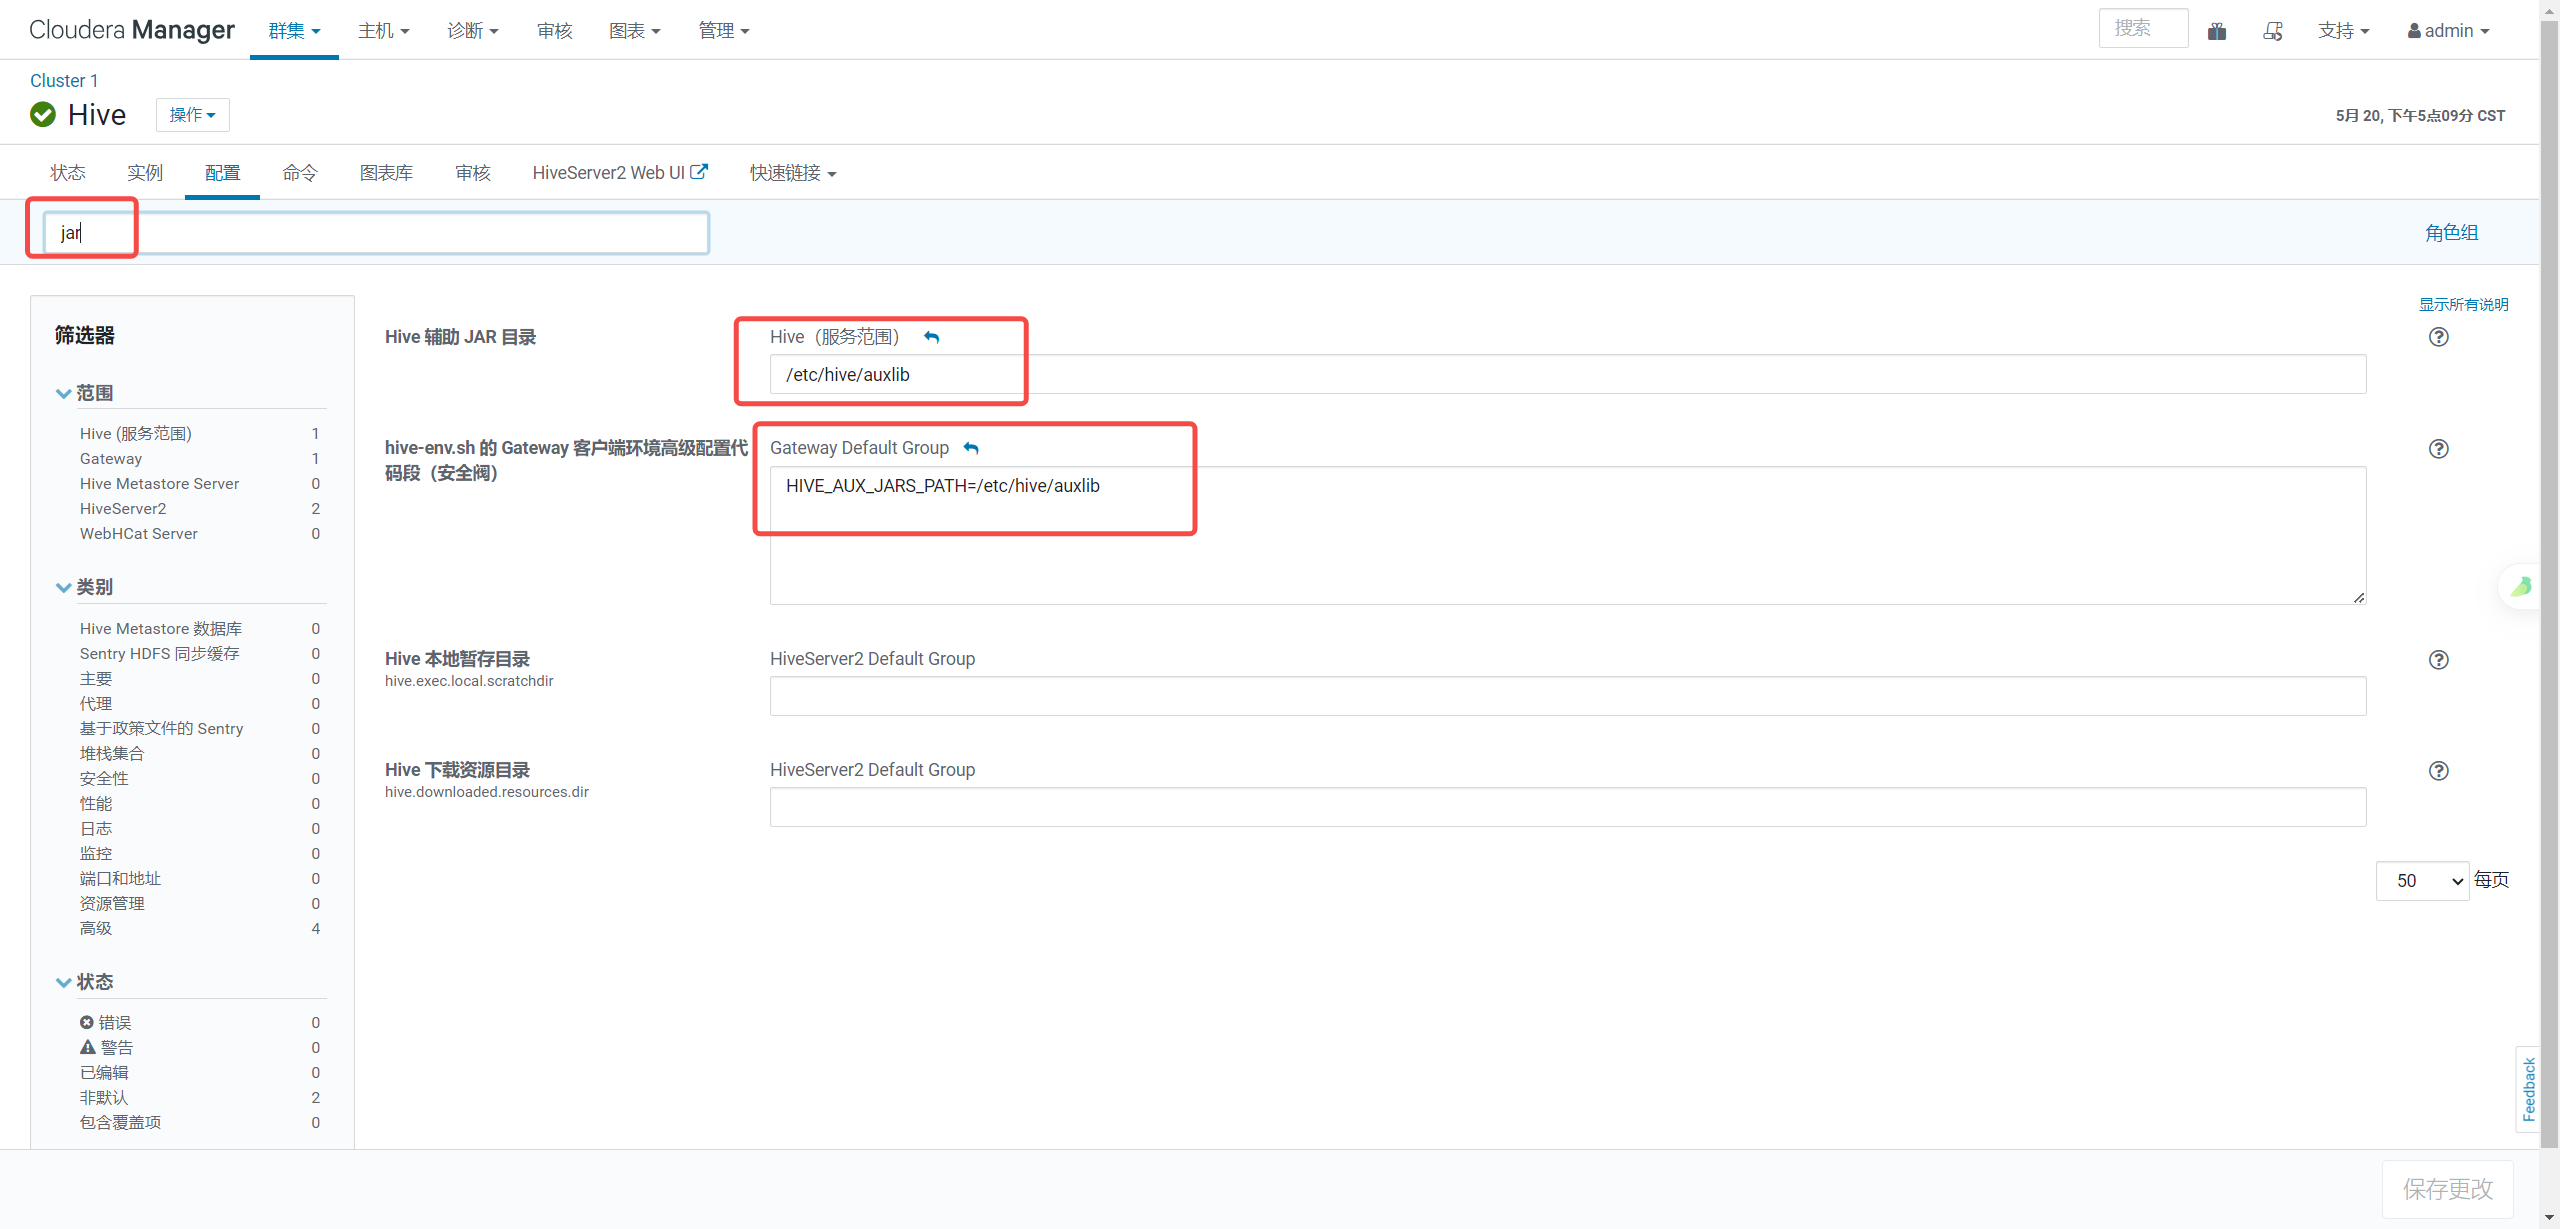 Cloudera Manager 群集 主机 诊断 审核 图表 管理 搜索 支持 admin
Cluster 1
Hive 操作 5月 20, 下午5点09分 CST
状态 实例 配置 命令 图表库 审核 HiveServer2 Web UI 快速链接
jar 角色组
显示所有说明
筛选器
范围
Hive (服务范围) 1
Gateway 1
Hive Metastore Server 0
HiveServer2 2
WebHCat Server 0
类别
Hive Metastore 数据库 0
Sentry HDFS 同步缓存 0
主要 0
代理 0
基于政策文件的 Sentry 0
堆栈集合 0
安全性 0
性能 0
日志 0
监控 0
端口和地址 0
资源管理 0
高级 4
状态
错误 0
警告 0
已编辑 0
非默认 2
包含覆盖项 0
Hive 辅助 JAR 目录 Hive（服务范围）
/etc/hive/auxlib
hive-env.sh 的 Gateway 客户端环境高级配置代
码段（安全阀）
Gateway Default Group
HIVE_AUX_JARS_PATH=/etc/hive/auxlib
Hive 本地暂存目录 HiveServer2 Default Group
hive.exec.local.scratchdir
Hive 下载资源目录 HiveServer2 Default Group
hive.downloaded.resources.dir
50 每页
Feedback
保存更改